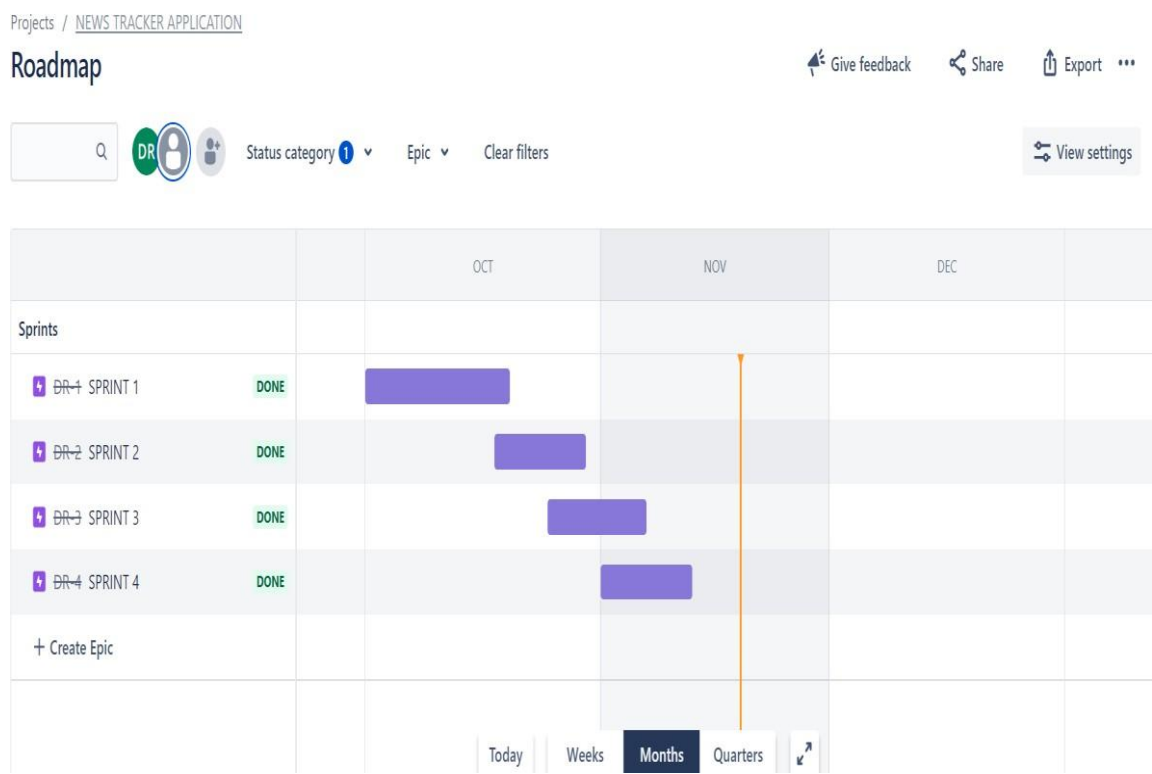 Projects / NEWS TRACKER APPLICATION
Roadmap
Give feedback Share Export
DR Status category 1 Epic Clear filters View settings
OCT NOV DEC
Sprints
DR-1 SPRINT 1 DONE
DR-2 SPRINT 2 DONE
DR-3 SPRINT 3 DONE
DR-4 SPRINT 4 DONE
+ Create Epic
Today Weeks Months Quarters